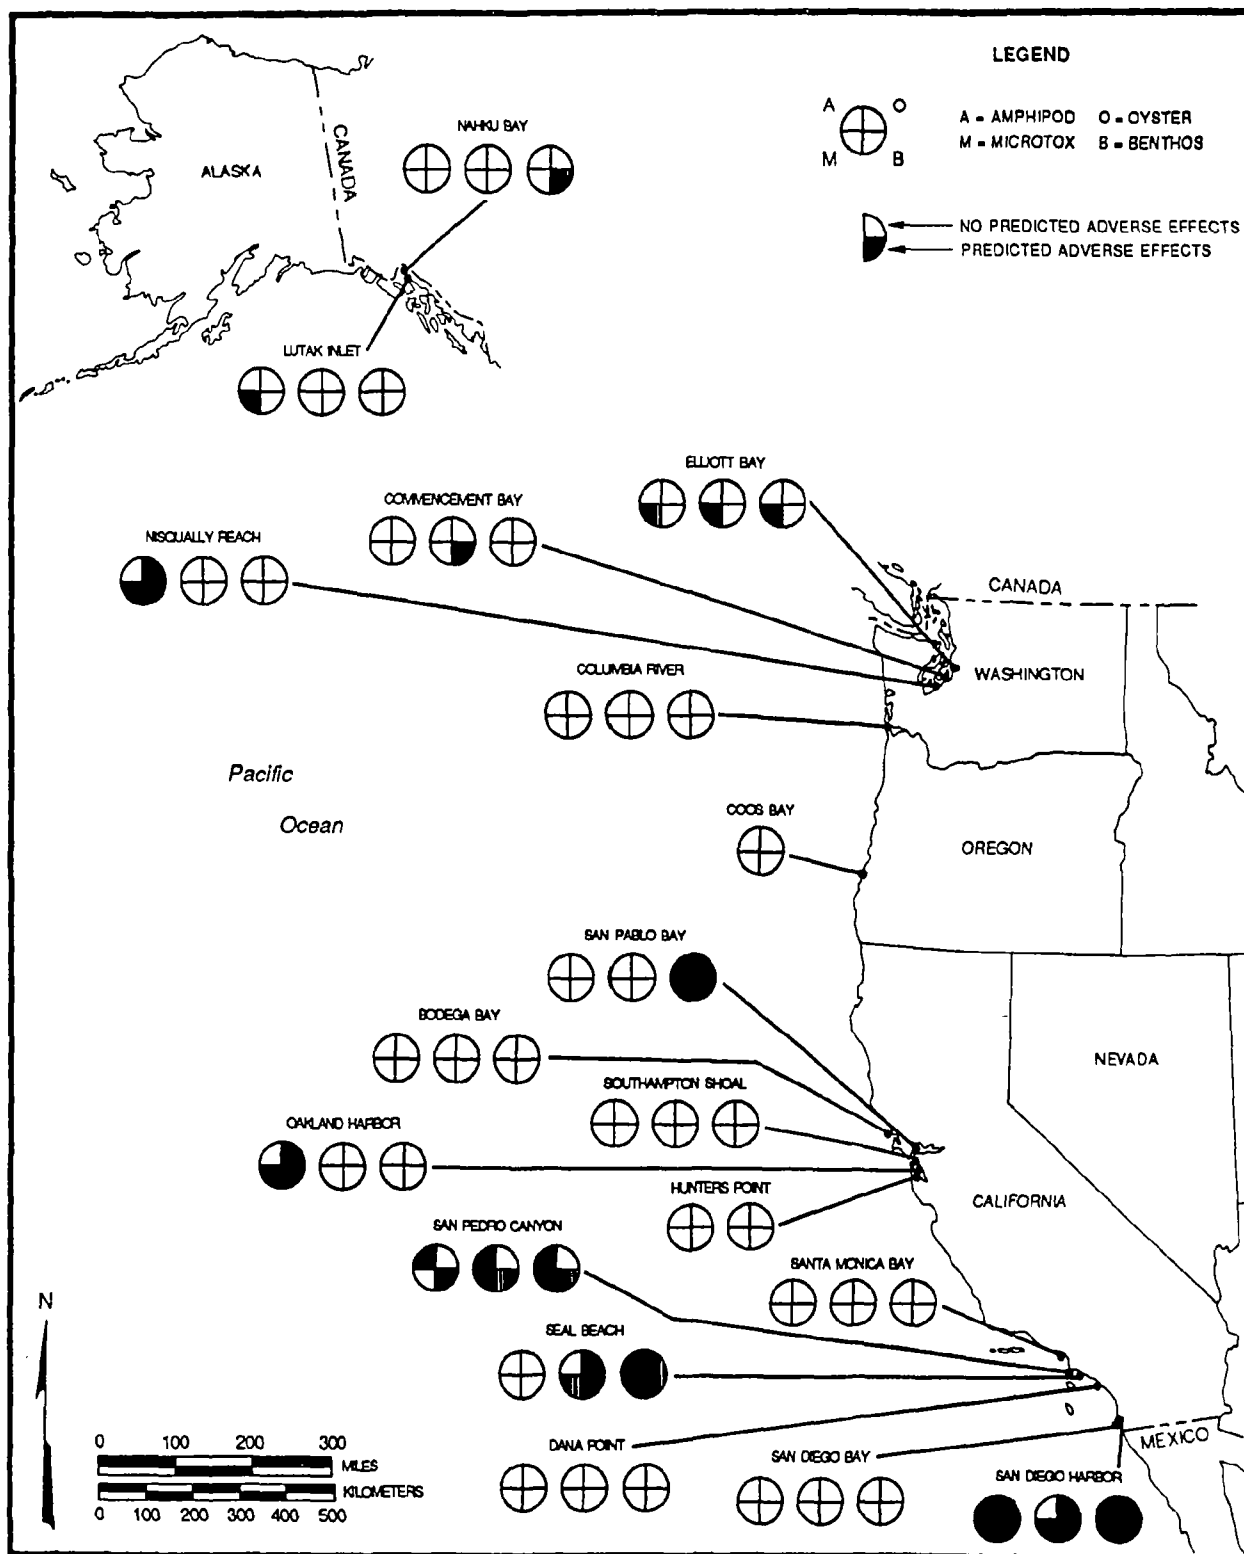 LEGEND
A O
A = AMPHIPOD O = OYSTER
M = MICROTOX B = BENTHOS
M B
NO PREDICTED ADVERSE EFFECTS
PREDICTED ADVERSE EFFECTS
NAHKU BAY
CANADA
ALASKA
LUTAK INLET
ELLIOTT BAY
COMMENCEMENT BAY
NISQUALLY REACH
CANADA
WASHINGTON
COLUMBIA RIVER
Pacific
Ocean
COOS BAY
OREGON
SAN PABLO BAY
BODEGA BAY
NEVADA
SOUTHAMPTON SHOAL
OAKLAND HARBOR
HUNTERS POINT
CALIFORNIA
SAN PEDRO CANYON
SANTA MONICA BAY
N
SEAL BEACH
DANA POINT
SAN DIEGO BAY
MEXICO
SAN DIEGO HARBOR
0 100 200 300
MILES
KILOMETERS
0 100 200 300 400 500